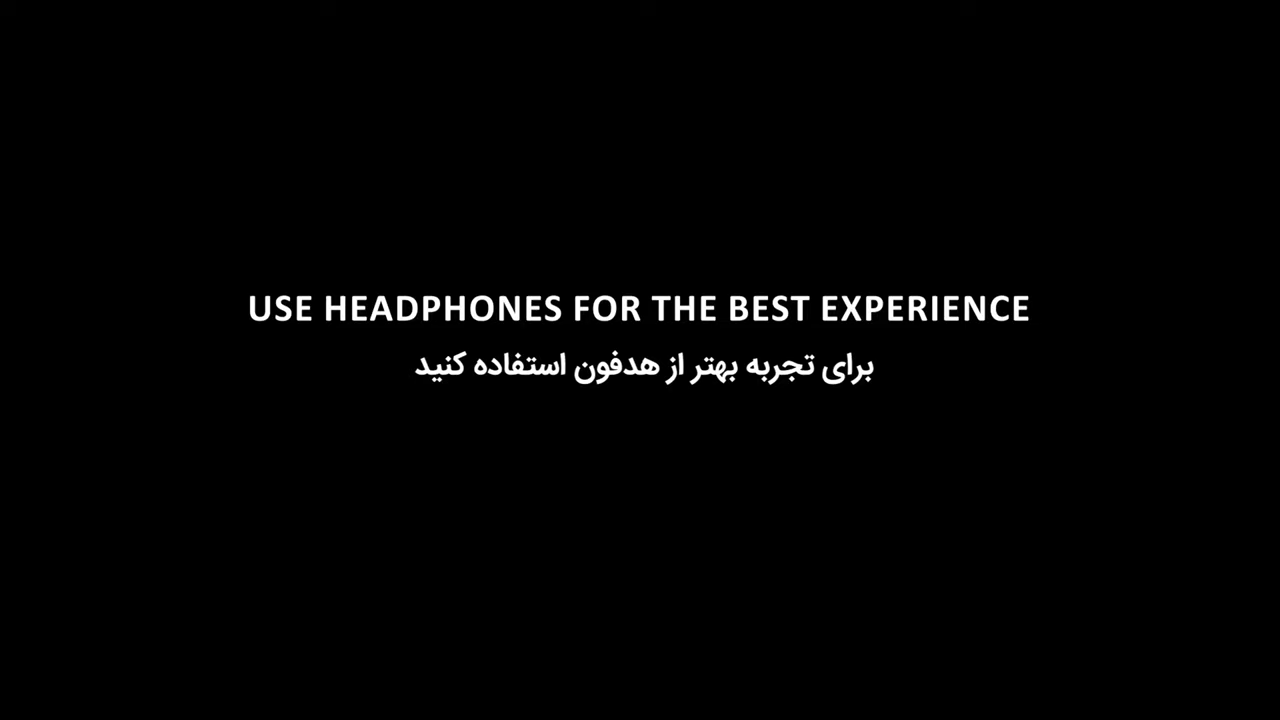 USE HEADPHONES FOR THE BEST EXPERIENCE
برای تجربه بهتر از هدفون استفاده کنید